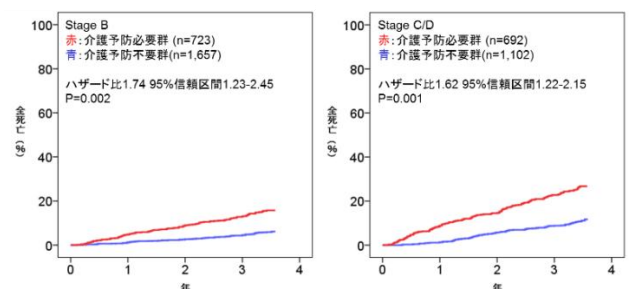 Stage B
赤：介護予防必要群 (n=723)
青：介護予防不要群(n=1,657)
ハザード比1.74 95%信頼区間1.23-2.45
P=0.002
100
80
60
40
20
0
全死亡（%）
0 1 2 3 4
年
Stage C/D
赤：介護予防必要群 (n=692)
青：介護予防不要群(n=1,102)
ハザード比1.62 95%信頼区間1.22-2.15
P=0.001
100
80
60
40
20
0
全死亡（%）
0 1 2 3 4
年